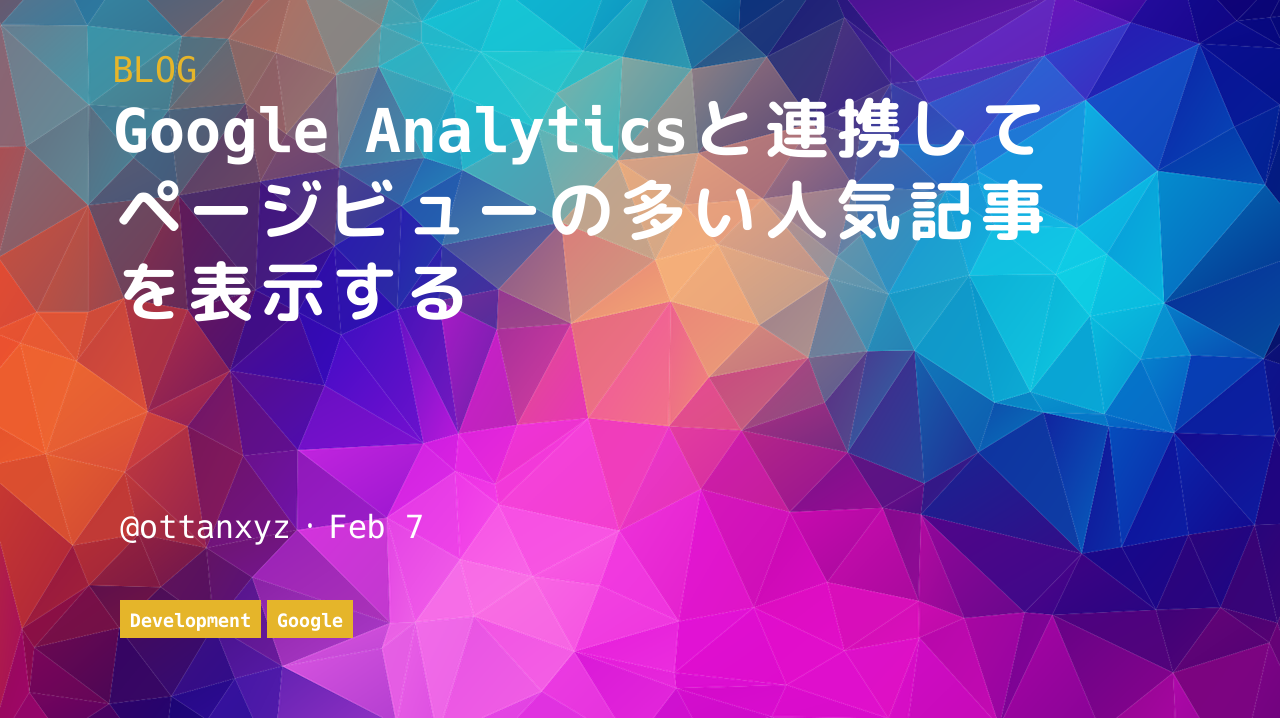 BLOG
Google Analyticsと連携して
ページビューの多い人気記事
を表示する
@ottanxyz · Feb 7
Development Google